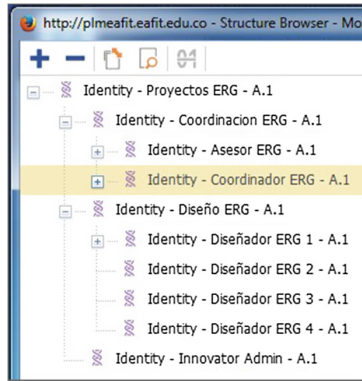 http://plmeafit.eafit.edu.co - Structure Browser - Mo
Identity - Proyectos ERG - A.1
Identity - Coordinacion ERG - A.1
Identity - Asesor ERG - A.1
Identity - Coordinador ERG - A.1
Identity - Diseño ERG - A.1
Identity - Diseñador ERG 1 - A.1
Identity - Diseñador ERG 2 - A.1
Identity - Diseñador ERG 3 - A.1
Identity - Diseñador ERG 4 - A.1
Identity - Innovator Admin - A.1